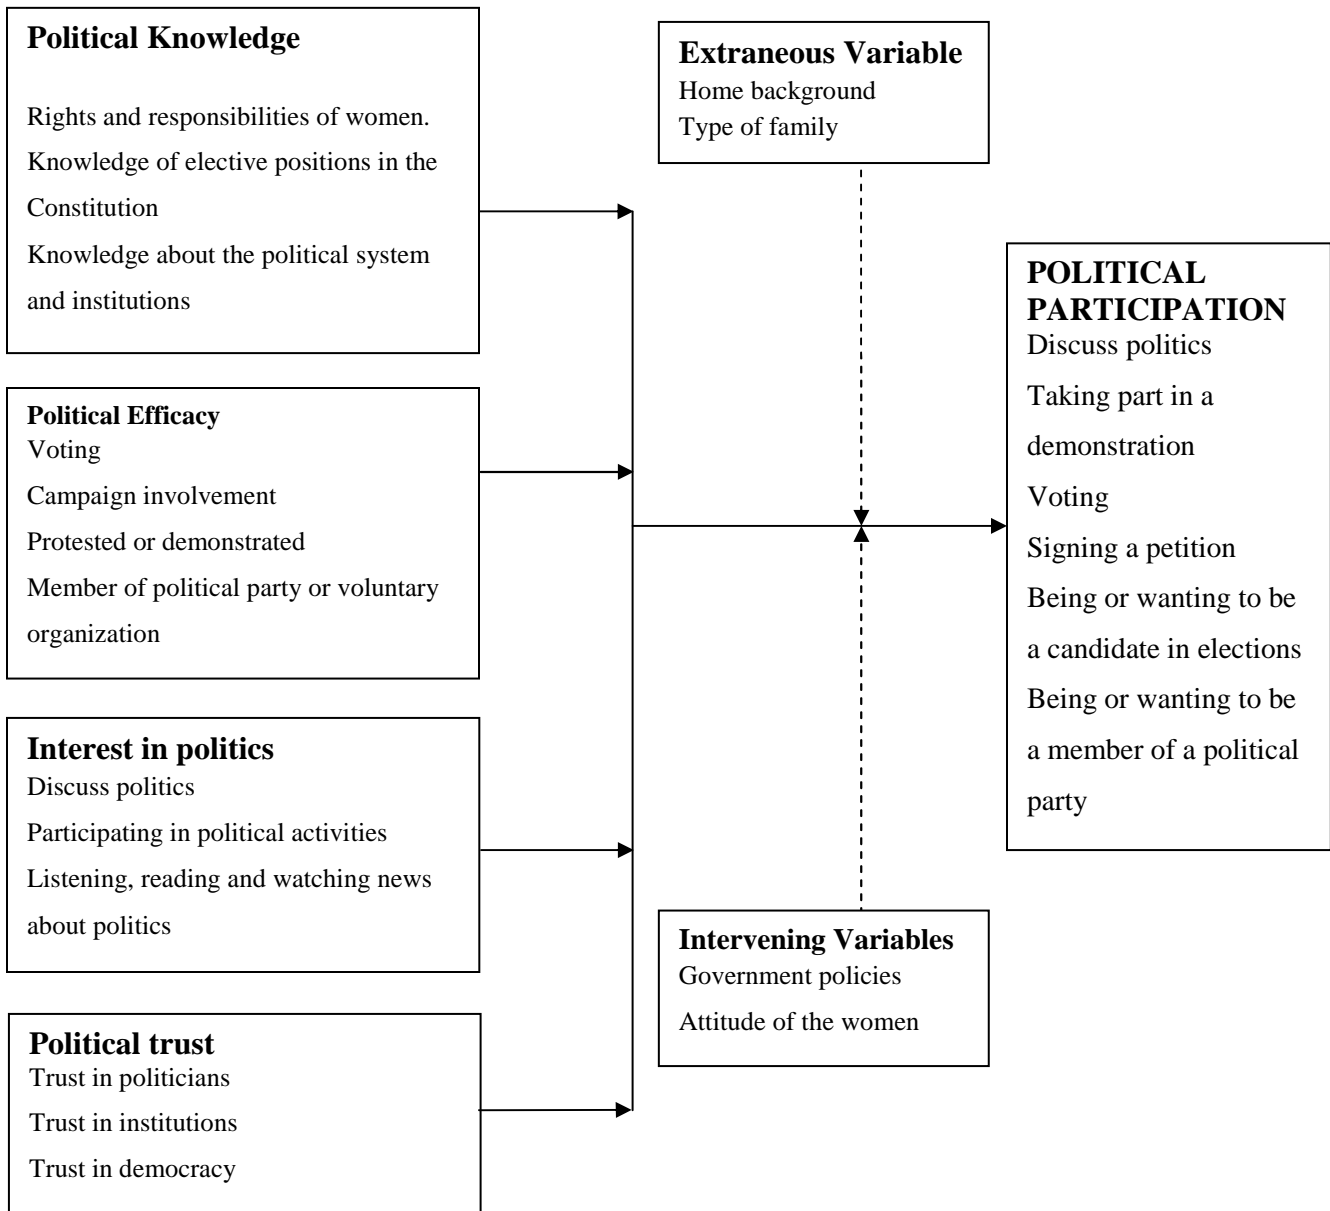 Political Knowledge
Rights and responsibilities of women.
Knowledge of elective positions in the
Constitution
Knowledge about the political system
and institutions
Political Efficacy
Voting
Campaign involvement
Protested or demonstrated
Member of political party or voluntary
organization
Interest in politics
Discuss politics
Participating in political activities
Listening, reading and watching news
about politics
Political trust
Trust in politicians
Trust in institutions
Trust in democracy
Extraneous Variable
Home background
Type of family
Intervening Variables
Government policies
Attitude of the women
POLITICAL
PARTICIPATION
Discuss politics
Taking part in a
demonstration
Voting
Signing a petition
Being or wanting to be
a candidate in elections
Being or wanting to be
a member of a political
party